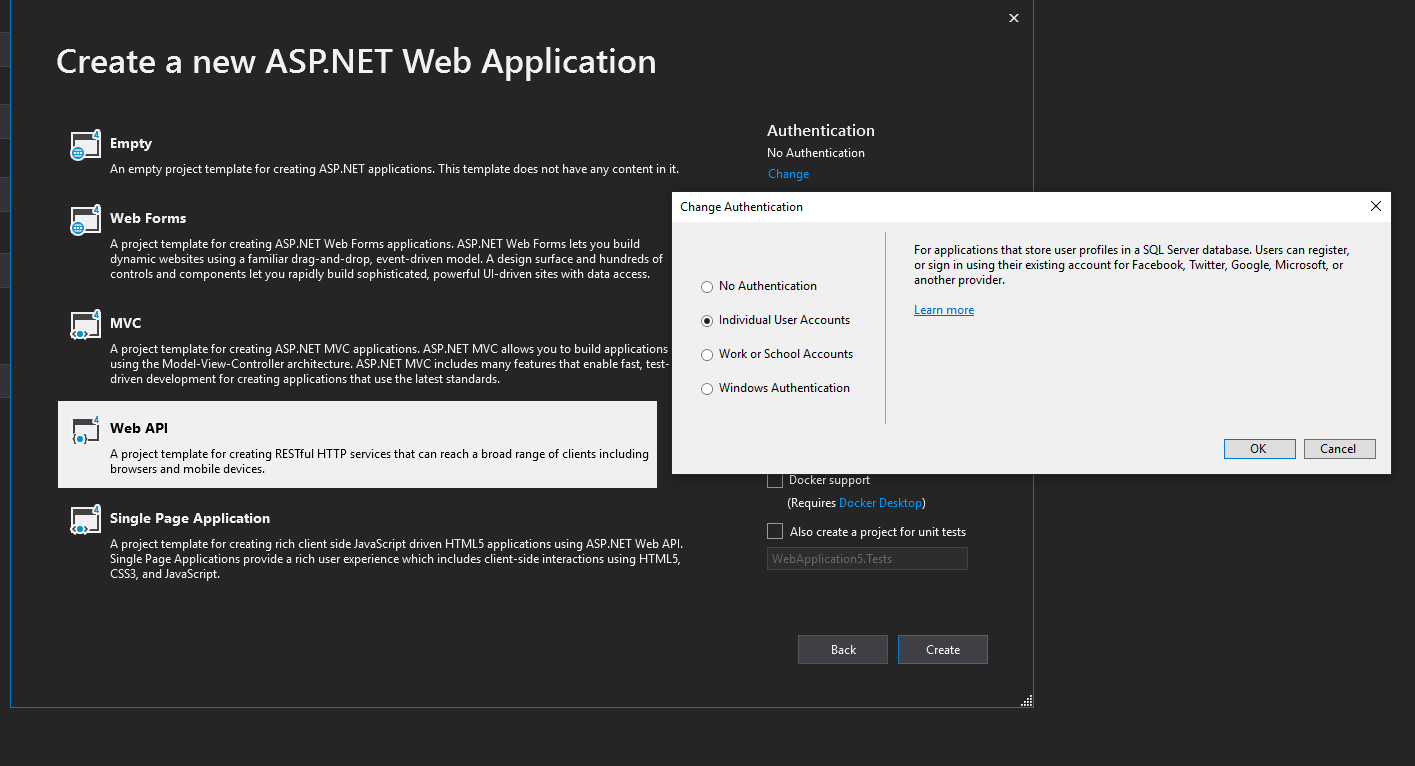 Create a new ASP.NET Web Application
4
Empty
An empty project template for creating ASP.NET applications. This template does not have any content in it.
4
Web Forms
A project template for creating ASP.NET Web Forms applications. ASP.NET Web Forms lets you build
dynamic websites using a familiar drag-and-drop, event-driven model. A design surface and hundreds of
controls and components let you rapidly build sophisticated, powerful UI-driven sites with data access.
4
MVC
A project template for creating ASP.NET MVC applications. ASP.NET MVC allows you to build applications
using the Model-View-Controller architecture. ASP.NET MVC includes many features that enable fast, test-
driven development for creating applications that use the latest standards.
4
Web API
A project template for creating RESTful HTTP services that can reach a broad range of clients including
browsers and mobile devices.
4
Single Page Application
A project template for creating rich client side JavaScript driven HTML5 applications using ASP.NET Web API.
Single Page Applications provide a rich user experience which includes client-side interactions using HTML5,
CSS3, and JavaScript.
Authentication
No Authentication
Change
Change Authentication
No Authentication
Individual User Accounts
Work or School Accounts
Windows Authentication
For applications that store user profiles in a SQL Server database. Users can register,
or sign in using their existing account for Facebook, Twitter, Google, Microsoft, or
another provider.
Learn more
OK
Cancel
Docker support
(Requires Docker Desktop)
Also create a project for unit tests
WebApplication5.Tests
Back
Create